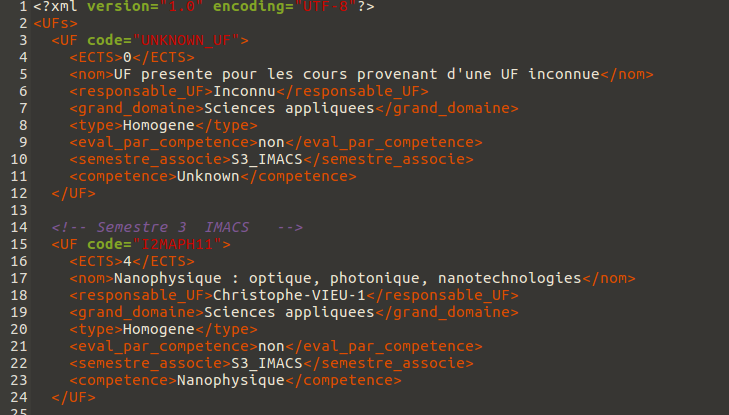 1 <?xml version="1.0" encoding="UTF-8"?>
2 <UFs>
3 <UF code="UNKNOWN_UF">
4 <ECTS>0</ECTS>
5 <nom>UF presente pour les cours provenant d'une UF inconnue</nom>
6 <responsable_UF>Inconnu</responsable_UF>
7 <grand_domaine>Sciences appliquees</grand_domaine>
8 <type>Homogene</type>
9 <eval_par_competence>non</eval_par_competence>
10 <semestre_associe>S3_IMACS</semestre_associe>
11 <competence>Unknown</competence>
12 </UF>
13
14 <!-- Semestre 3  IMACS   -->
15 <UF code="I2MAPH11">
16 <ECTS>4</ECTS>
17 <nom>Nanophysique : optique, photonique, nanotechnologies</nom>
18 <responsable_UF>Christophe-VIEU-1</responsable_UF>
19 <grand_domaine>Sciences appliquees</grand_domaine>
20 <type>Homogene</type>
21 <eval_par_competence>non</eval_par_competence>
22 <semestre_associe>S3_IMACS</semestre_associe>
23 <competence>Nanophysique</competence>
24 </UF>
25